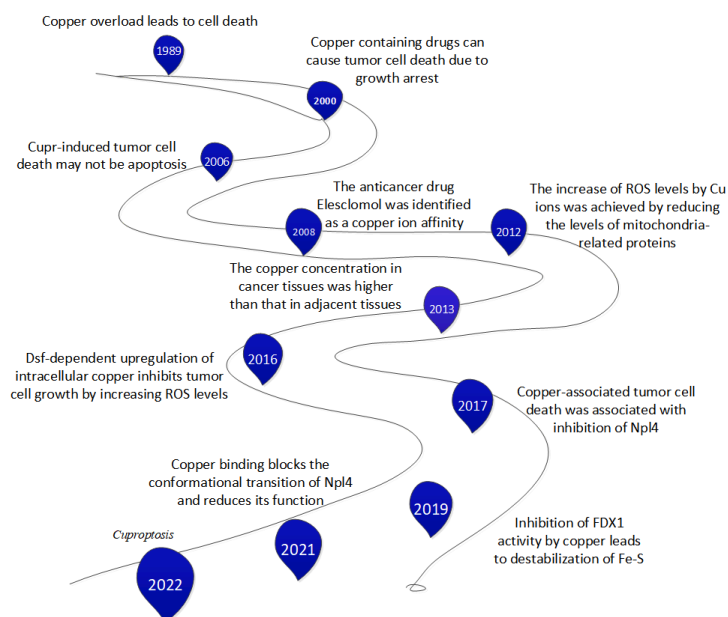 Copper overload leads to cell death
1989
Copper containing drugs can
cause tumor cell death due to
growth arrest
2000
Cupr-induced tumor cell
death may not be apoptosis
2006
The anticancer drug
Elesclomol was identified
as a copper ion affinity
2008
The increase of ROS levels by Cu
ions was achieved by reducing
the levels of mitochondria-
related proteins
2012
The copper concentration in
cancer tissues was higher
than that in adjacent tissues
2013
Dsf-dependent upregulation of
intracellular copper inhibits tumor
cell growth by increasing ROS levels
2016
Copper-associated tumor cell
death was associated with
inhibition of Npl4
2017
Copper binding blocks the
conformational transition of Npl4
and reduces its function
2019
Inhibition of FDX1
activity by copper leads
to destabilization of Fe-S
2021
Cuproptosis
2022